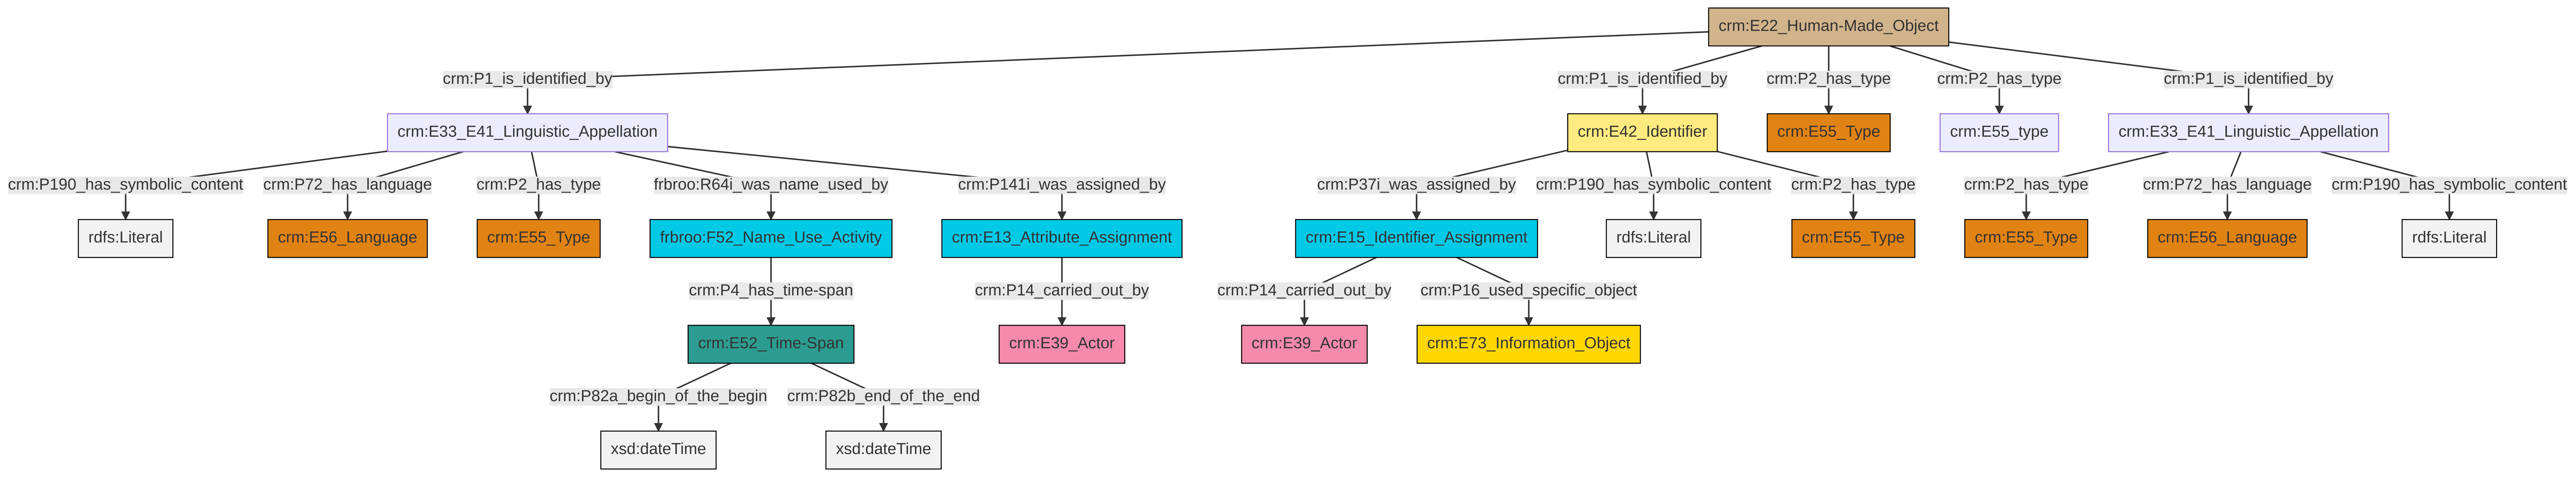 crm:E22_Human-Made_Object
crm:P1_is_identified_by
crm:P1_is_identified_by
crm:P2_has_type
crm:P2_has_type
crm:P1_is_identified_by
crm:E33_E41_Linguistic_Appellation
crm:E42_Identifier
crm:E55_Type
crm:E55_type
crm:E33_E41_Linguistic_Appellation
crm:P190_has_symbolic_content
crm:P72_has_language
crm:P2_has_type
frbroo:R64i_was_name_used_by
crm:P141i_was_assigned_by
crm:P37i_was_assigned_by
crm:P190_has_symbolic_content
crm:P2_has_type
crm:P2_has_type
crm:P72_has_language
crm:P190_has_symbolic_content
rdfs:Literal
crm:E56_Language
crm:E55_Type
frbroo:F52_Name_Use_Activity
crm:E13_Attribute_Assignment
crm:E15_Identifier_Assignment
rdfs:Literal
crm:E55_Type
crm:E55_Type
crm:E56_Language
rdfs:Literal
crm:P4_has_time-span
crm:P14_carried_out_by
crm:P14_carried_out_by
crm:P16_used_specific_object
crm:E52_Time-Span
crm:E39_Actor
crm:E39_Actor
crm:E73_Information_Object
crm:P82a_begin_of_the_begin
crm:P82b_end_of_the_end
xsd:dateTime
xsd:dateTime